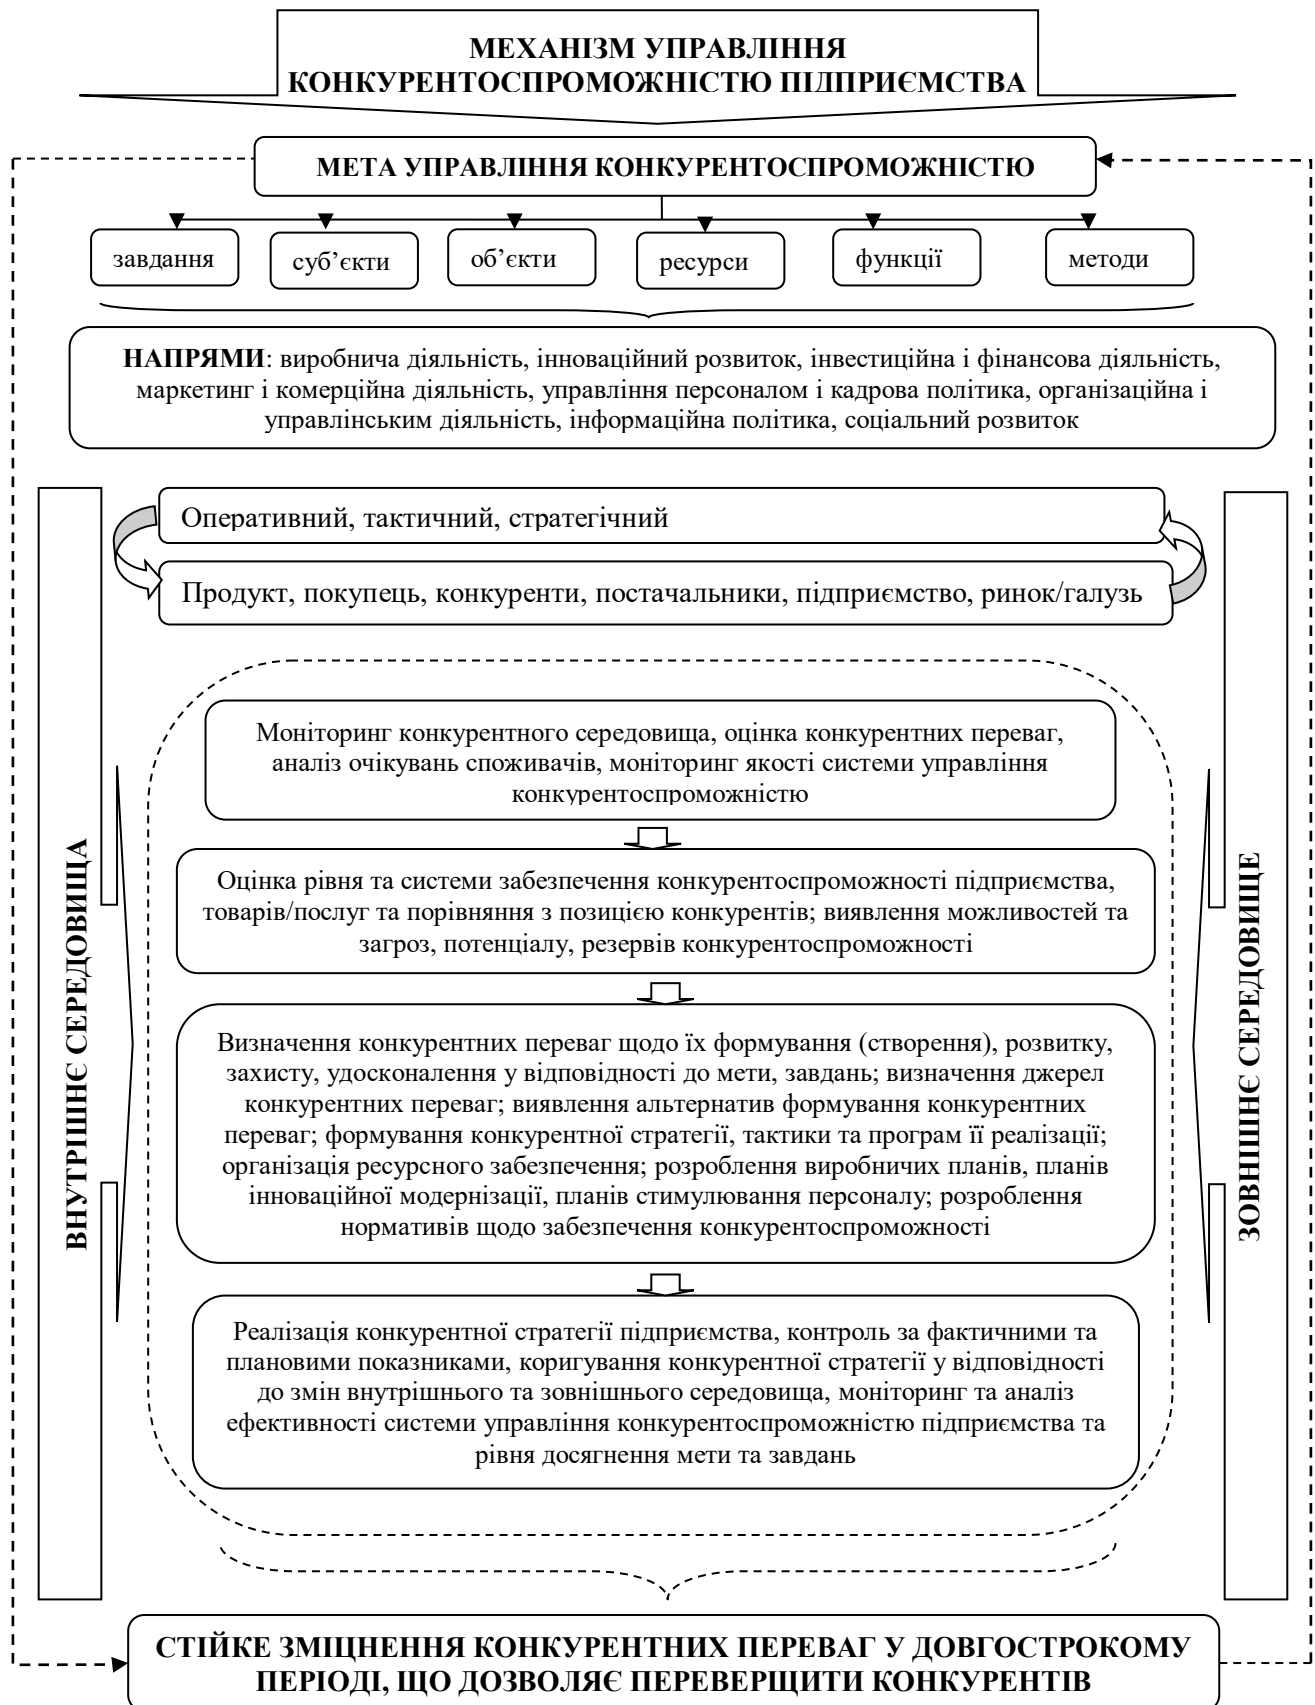 МЕХАНІЗМ УПРАВЛІННЯ
КОНКУРЕНТОСПРОМОЖНІСТЮ ПІДПРИЄМСТВА
МЕТА УПРАВЛІННЯ КОНКУРЕНТОСПРОМОЖНІСТЮ
завдання
суб’єкти
об’єкти
ресурси
функції
методи
НАПРЯМИ: виробнича діяльність, інноваційний розвиток, інвестиційна і фінансова діяльність,
маркетинг і комерційна діяльність, управління персоналом і кадрова політика, організаційна і
управлінським діяльність, інформаційна політика, соціальний розвиток
Оперативний, тактичний, стратегічний
Продукт, покупець, конкуренти, постачальники, підприємство, ринок/галузь
ВНУТРІШНЄ СЕРЕДОВИЩА
Моніторинг конкурентного середовища, оцінка конкурентних переваг,
аналіз очікувань споживачів, моніторинг якості системи управління
конкурентоспроможністю
Оцінка рівня та системи забезпечення конкурентоспроможності підприємства,
товарів/послуг та порівняння з позицією конкурентів; виявлення можливостей та
загроз, потенціалу, резервів конкурентоспроможності
Визначення конкурентних переваг щодо їх формування (створення), розвитку,
захисту, удосконалення у відповідності до мети, завдань; визначення джерел
конкурентних переваг; виявлення альтернатив формування конкурентних
переваг; формування конкурентної стратегії, тактики та програм її реалізації;
організація ресурсного забезпечення; розроблення виробничих планів, планів
інноваційної модернізації, планів стимулювання персоналу; розроблення
нормативів щодо забезпечення конкурентоспроможності
Реалізація конкурентної стратегії підприємства, контроль за фактичними та
плановими показниками, коригування конкурентної стратегії у відповідності
до змін внутрішнього та зовнішнього середовища, моніторинг та аналіз
ефективності системи управління конкурентоспроможністю підприємства та
рівня досягнення мети та завдань
ЗОВНІШНЄ СЕРЕДОВИЩЕ
СТІЙКЕ ЗМІЦНЕННЯ КОНКУРЕНТНИХ ПЕРЕВАГ У ДОВГОСТРОКОМУ
ПЕРІОДІ, ЩО ДОЗВОЛЯЄ ПЕРЕВЕРЩИТИ КОНКУРЕНТІВ